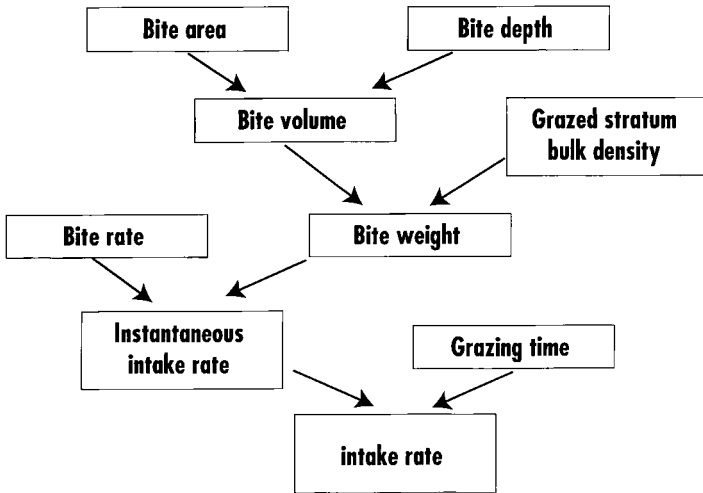 Bite area
Bite depth
Bite volume
Grazed stratum
bulk density
Bite rate
Bite weight
Instantaneous
intake rate
Grazing time
intake rate